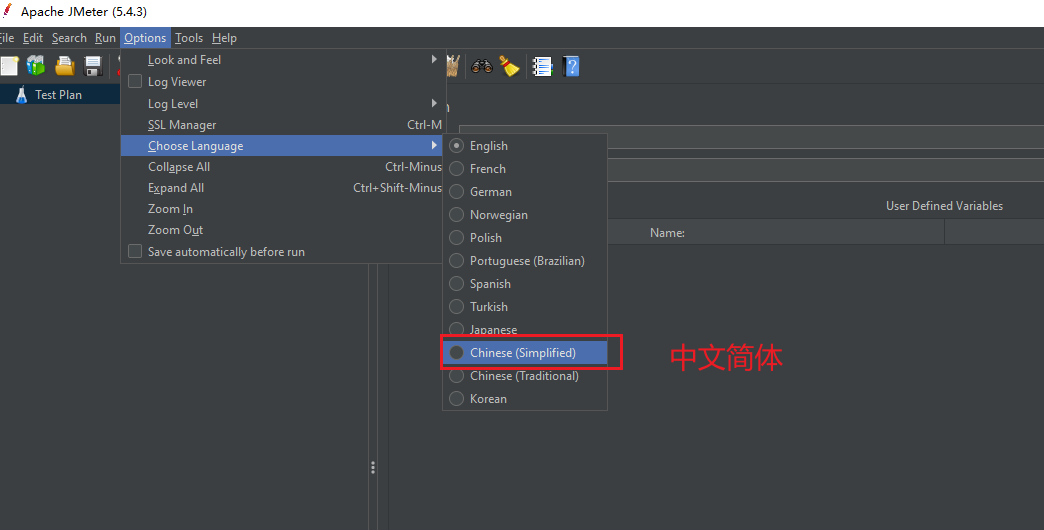 Apache JMeter (5.4.3)
File Edit Search Run Options Tools Help
Look and Feel
Log Viewer
Log Level
SSL Manager Ctrl-M
Choose Language
Collapse All Ctrl-Minus
Expand All Ctrl+Shift-Minus
Zoom In
Zoom Out
Save automatically before run
Test Plan
English
French
German
Norwegian
Polish
Portuguese (Brazilian)
Spanish
Turkish
Japanese
Chinese (Simplified)
Chinese (Traditional)
Korean
User Defined Variables
Name:
中文简体